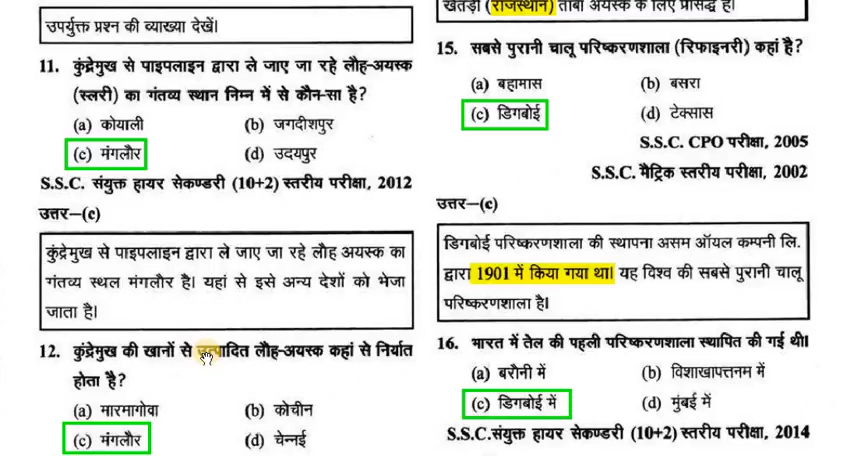 उपर्युक्त प्रश्न की व्याख्या देखें।
11. कुंद्रेमुख से पाइपलाइन द्वारा ले जाए जा रहे लौह-अयस्क
(स्लरी) का गंतव्य स्थान निम्न में से कौन-सा है?
(a) कोयाली (b) जगदीशपुर
(c) मंगलौर (d) उदयपुर
S.S.C. संयुक्त हायर सेकण्डरी (10+2) स्तरीय परीक्षा, 2012
उत्तर—(c)
कुंद्रेमुख से पाइपलाइन द्वारा ले जाए जा रहे लौह अयस्क का
गंतव्य स्थल मंगलौर है। यहां से इसे अन्य देशों को भेजा
जाता है।
12. कुंद्रेमुख की खानों से उत्पादित लौह-अयस्क कहां से निर्यात
होता है?
(a) मारमागोवा (b) कोचीन
(c) मंगलौर (d) चेन्नई
खेतड़ी (राजस्थान) तांबा अयस्क के लिए प्रसिद्ध है।
15. सबसे पुरानी चालू परिष्करणशाला (रिफाइनरी) कहां है?
(a) बहामास (b) बसरा
(c) डिगबोई (d) टेक्सास
S.S.C. CPO परीक्षा, 2005
S.S.C. मैट्रिक स्तरीय परीक्षा, 2002
उत्तर—(c)
डिगबोई परिष्करणशाला की स्थापना असम ऑयल कम्पनी लि.
द्वारा 1901 में किया गया था। यह विश्व की सबसे पुरानी चालू
परिष्करणशाला है।
16. भारत में तेल की पहली परिष्करणशाला स्थापित की गई थी।
(a) बरौनी में (b) विशाखापत्तनम में
(c) डिगबोई में (d) मुंबई में
S.S.C.संयुक्त हायर सेकण्डरी (10+2) स्तरीय परीक्षा, 2014